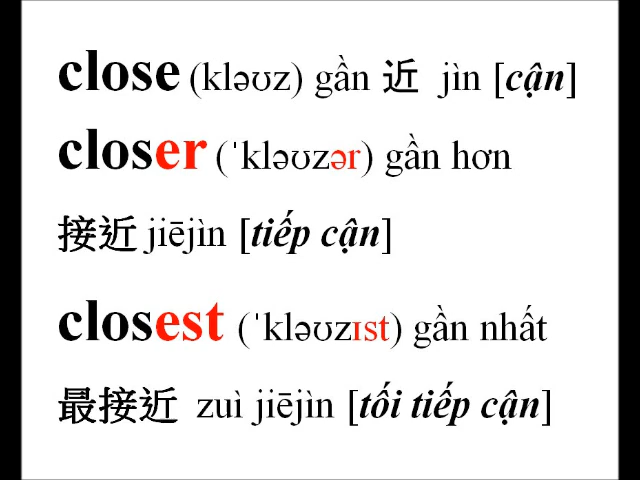 close (kləʊz) gần 近 jìn [cận]
closer (ˈkləʊzər) gần hơn
接近 jiējìn [tiếp cận]
closest (ˈkləʊzɪst) gần nhất
最接近 zuì jiējìn [tối tiếp cận]